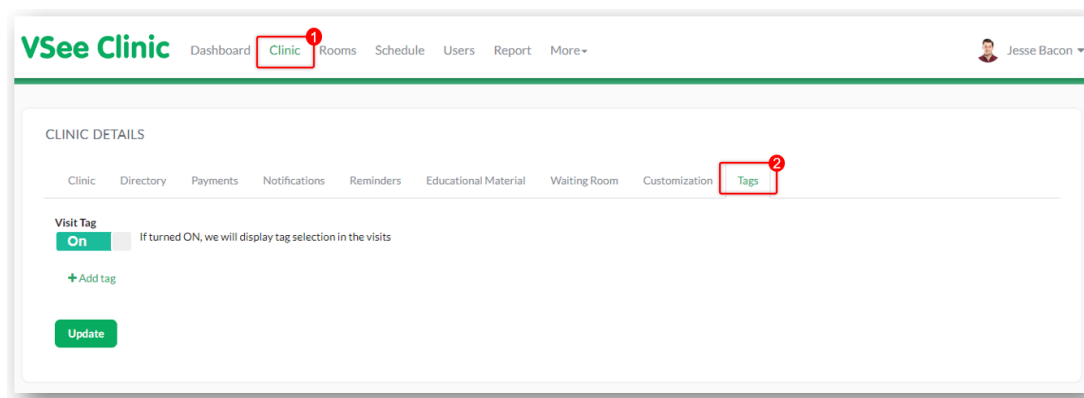 VSee Clinic Dashboard Clinic 1 Rooms Schedule Users Report More Jesse Bacon
CLINIC DETAILS
Clinic Directory Payments Notifications Reminders Educational Material Waiting Room Customization Tags 2
Visit Tag
On If turned ON, we will display tag selection in the visits
+ Add tag
Update